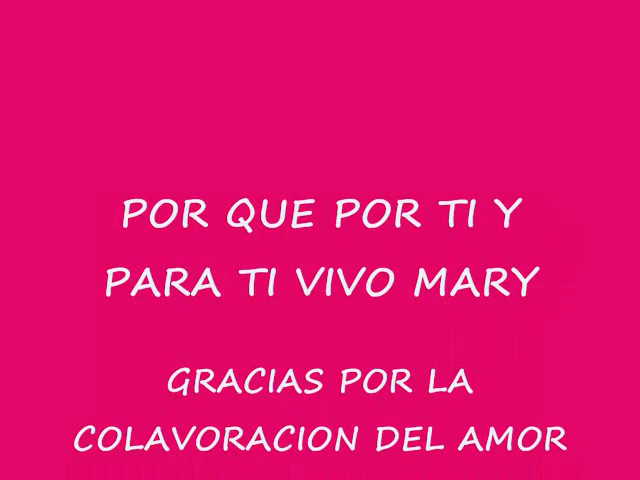 POR QUE POR TI Y
PARA TI VIVO MARY
GRACIAS POR LA
COLAVORACION DEL AMOR